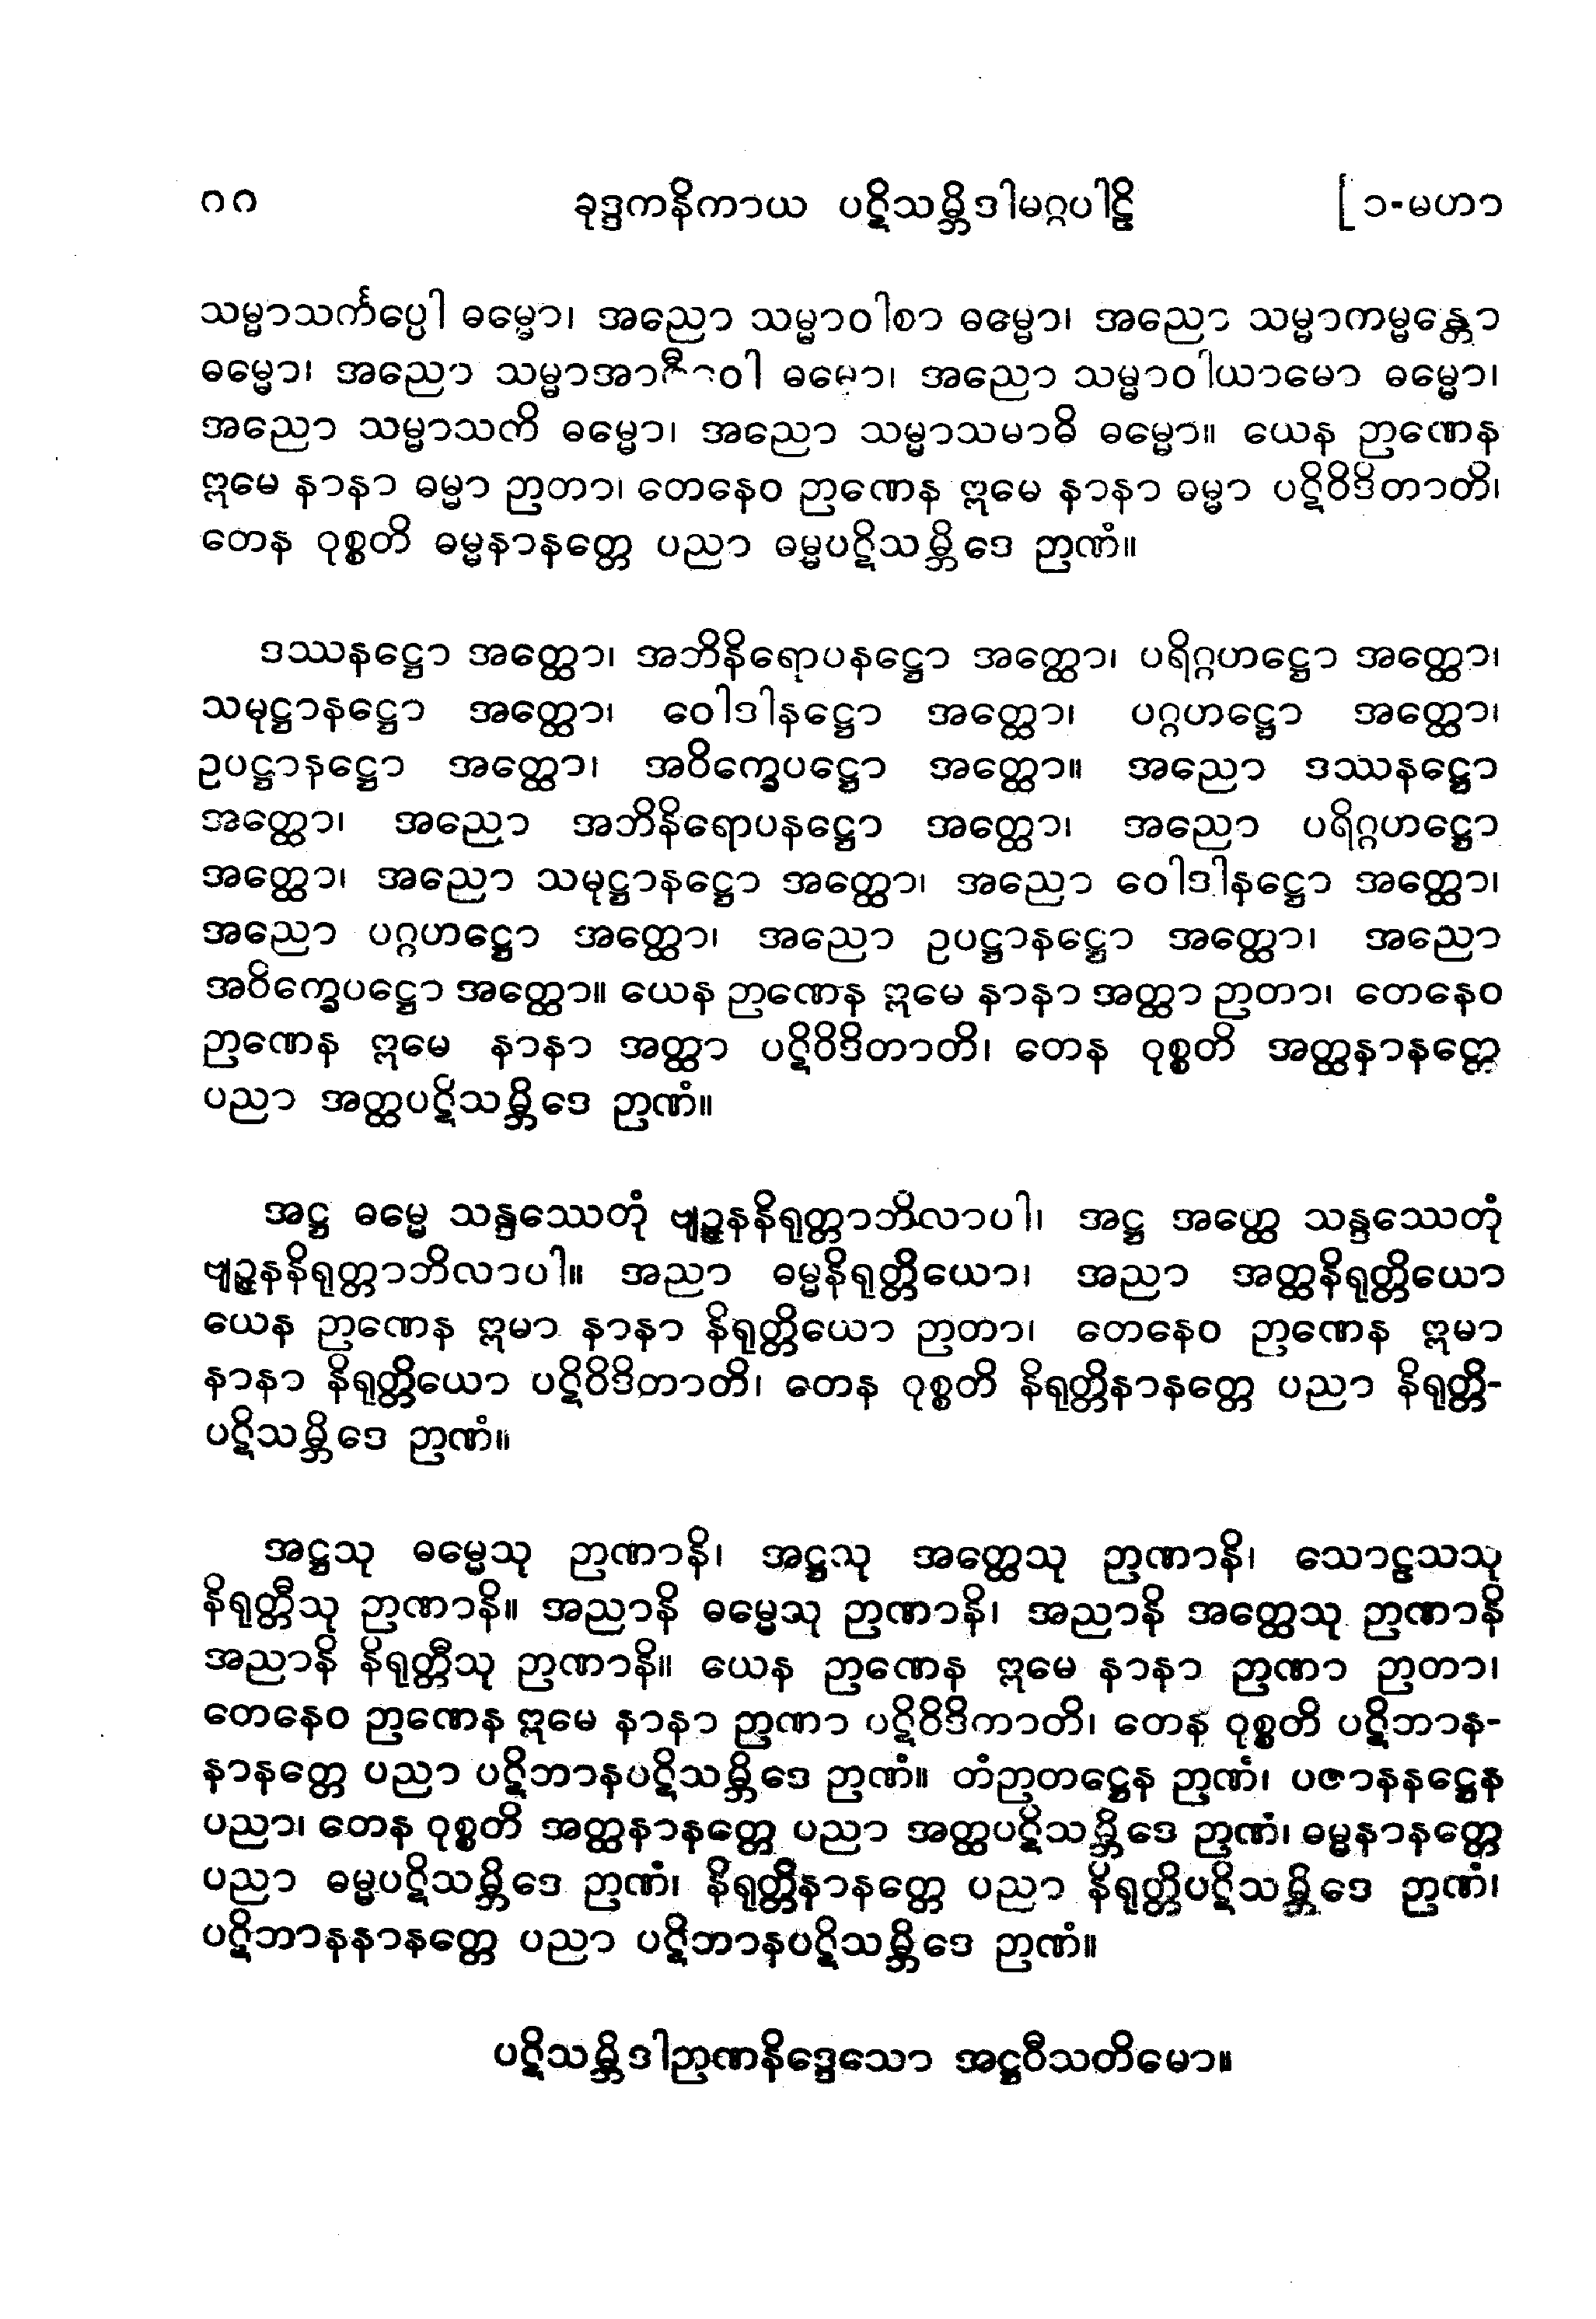 ၈၈ ခုဒ္ဒကနိကာယ ပဋိသမ္ဘိဒါမဂ္ဂပါဠိ [ ၁-မဟာ
သမ္မာသင်္ကပ္ပေါ ဓမ္မော၊ အညော သမ္မာဝါစာ ဓမ္မော၊ အညော သမ္မာကမ္မန္တော
ဓမ္မော၊ အညော သမ္မာအာဇီဝေါ ဓမ္မော၊ အညော သမ္မာဝါယာမော ဓမ္မော၊
အညော သမ္မာသတိ ဓမ္မော၊ အညော သမ္မာသမာဓိ ဓမ္မော။ ယေန ဉာဏေန
ဣမေ နာနာ ဓမ္မာ ဉာတာ၊ တေနေဝ ဉာဏေန ဣမေ နာနာ ဓမ္မာ ပဋိဝိဒိတာတိ၊
တေန ဝုစ္စတိ ဓမ္မနာနတ္တေ ပညာ ဓမ္မပဋိသမ္ဘိဒေ ဉာဏံ။
ဒဿနဋ္ဌော အတ္ထော၊ အဘိနိရောပနဋ္ဌော အတ္ထော၊ ပရိဂ္ဂဟဋ္ဌော အတ္ထော၊
သမုဋ္ဌာနဋ္ဌော အတ္ထော၊ ဝေါဒါနဋ္ဌော အတ္ထော၊ ပဂ္ဂဟဋ္ဌော အတ္ထော၊
ဥပဋ္ဌာနဋ္ဌော အတ္ထော၊ အဝိက္ခေပဋ္ဌော အတ္ထော။ အညော ဒဿနဋ္ဌော
အတ္ထော၊ အညော အဘိနိရောပနဋ္ဌော အတ္ထော၊ အညော ပရိဂ္ဂဟဋ္ဌော
အတ္ထော၊ အညော သမုဋ္ဌာနဋ္ဌော အတ္ထော၊ အညော ဝေါဒါနဋ္ဌော အတ္ထော၊
အညော ပဂ္ဂဟဋ္ဌော အတ္ထော၊ အညော ဥပဋ္ဌာနဋ္ဌော အတ္ထော၊ အညော
အဝိက္ခေပဋ္ဌော အတ္ထော။ ယေန ဉာဏေန ဣမေ နာနာ အတ္ထာ ဉာတာ၊ တေနေဝ
ဉာဏေန ဣမေ နာနာ အတ္ထာ ပဋိဝိဒိတာတိ၊ တေန ဝုစ္စတိ အတ္ထနာနတ္တေ
ပညာ အတ္ထပဋိသမ္ဘိဒေ ဉာဏံ။
အဋ္ဌ ဓမ္မေ သန္ဒဿေတုံ ဗျဉ္ဇနနိရုတ္တာဘိလာပါ၊ အဋ္ဌ အတ္ထေ သန္ဒဿေတုံ
ဗျဉ္ဇနနိရုတ္တာဘိလာပါ။ အညာ ဓမ္မနိရုတ္တိယော၊ အညာ အတ္ထနိရုတ္တိယော
ယေန ဉာဏေန ဣမာ နာနာ နိရုတ္တိယော ဉာတာ၊ တေနေဝ ဉာဏေန ဣမာ
နာနာ နိရုတ္တိယော ပဋိဝိဒိတာတိ၊ တေန ဝုစ္စတိ နိရုတ္တိနာနတ္တေ ပညာ နိရုတ္တိ-
ပဋိသမ္ဘိဒေ ဉာဏံ။
အဋ္ဌသု ဓမ္မေသု ဉာဏာနိ၊ အဋ္ဌသု အတ္ထေသု ဉာဏာနိ၊ သောဠသသု
နိရုတ္တီသု ဉာဏာနိ။ အညာနိ ဓမ္မေသု ဉာဏာနိ၊ အညာနိ အတ္ထေသု ဉာဏာနိ
အညာနိ နိရုတ္တီသု ဉာဏာနိ။ ယေန ဉာဏေန ဣမေ နာနာ ဉာဏာ ဉာတာ၊
တေနေဝ ဉာဏေန ဣမေ နာနာ ဉာဏာ ပဋိဝိဒိတာတိ၊ တေန ဝုစ္စတိ ပဋိဘာန-
နာနတ္တေ ပညာ ပဋိဘာနပဋိသမ္ဘိဒေ ဉာဏံ။ တံဉာတဋ္ဌေန ဉာဏံ၊ ပဇာနနဋ္ဌေန
ပညာ၊ တေန ဝုစ္စတိ အတ္ထနာနတ္တေ ပညာ အတ္ထပဋိသမ္ဘိဒေ ဉာဏံ၊ ဓမ္မနာနတ္တေ
ပညာ ဓမ္မပဋိသမ္ဘိဒေ ဉာဏံ၊ နိရုတ္တိနာနတ္တေ ပညာ နိရုတ္တိပဋိသမ္ဘိဒေ ဉာဏံ၊
ပဋိဘာနနာနတ္တေ ပညာ ပဋိဘာနပဋိသမ္ဘိဒေ ဉာဏံ။
ပဋိသမ္ဘိဒါဉာဏနိဒ္ဒေသော အဋ္ဌဝီသတိမော။